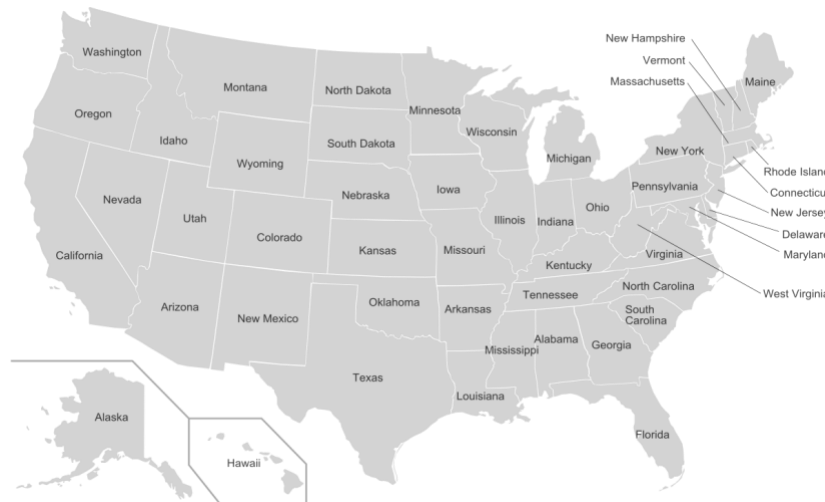 New Hampshire
Vermont
Massachusetts
Washington
Maine
Montana
North Dakota
Oregon
Minnesota
Wisconsin
Idaho
South Dakota
New York
Michigan
Wyoming
Rhode Island
Pennsylvania
Connecticu
Nebraska
Iowa
Nevada
Ohio
New Jersey
Utah
Illinois
Indiana
Delaware
Colorado
Kansas
Missouri
Virginia
Maryland
California
Kentucky
West Virginia
North Carolina
Tennessee
Arizona
Oklahoma
Arkansas
New Mexico
South
Carolina
Alabama
Georgia
Mississippi
Texas
Louisiana
Alaska
Florida
Hawaii